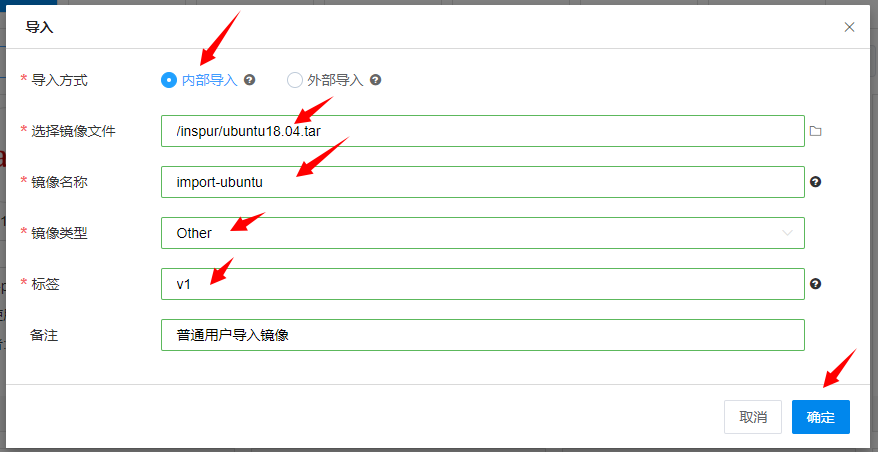 导入
* 导入方式 内部导入 外部导入
* 选择镜像文件 /inspur/ubuntu18.04.tar
* 镜像名称 import-ubuntu
* 镜像类型 Other
* 标签 v1
备注 普通用户导入镜像
取消 确定